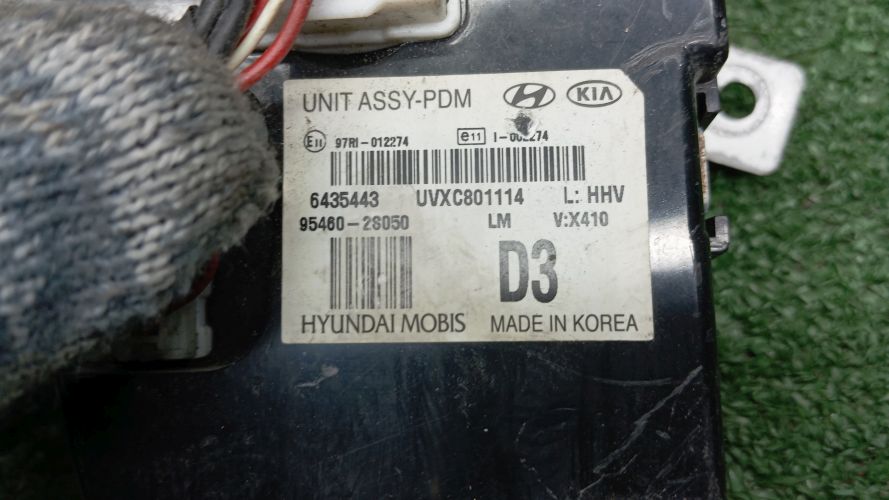 UNIT ASSY-PDM KIA
E11 97RI-012274 e11
6435443 UVXC801114 L: HHV
95460-2S050 LM V:X410
D3
HYUNDAI MOBIS MADE IN KOREA